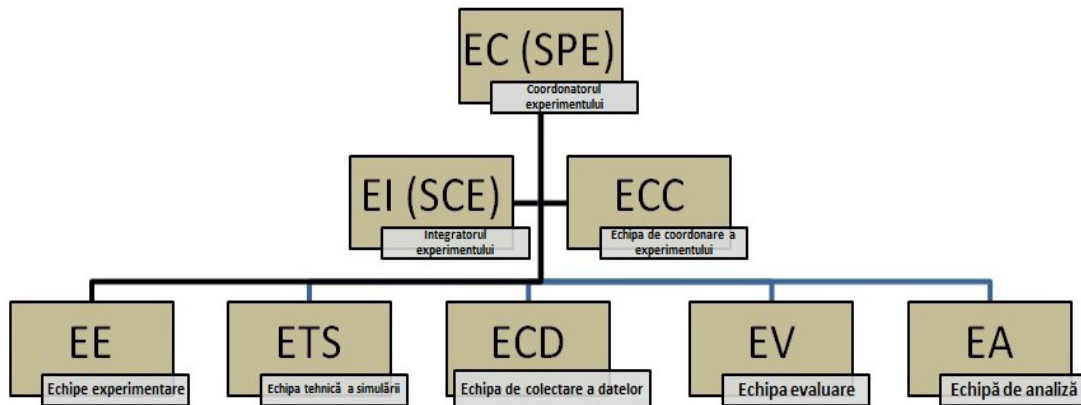 EC (SPE)
Coordonatorul
experimentului
EI (SCE)
Integratorul
experimentului
ECC
Echipa de coordonare a
experimentului
EE
Echipe experimentare
ETS
Echipa tehnică a simulării
ECD
Echipa de colectare a datelor
EV
Echipa evaluare
EA
Echipă de analiză